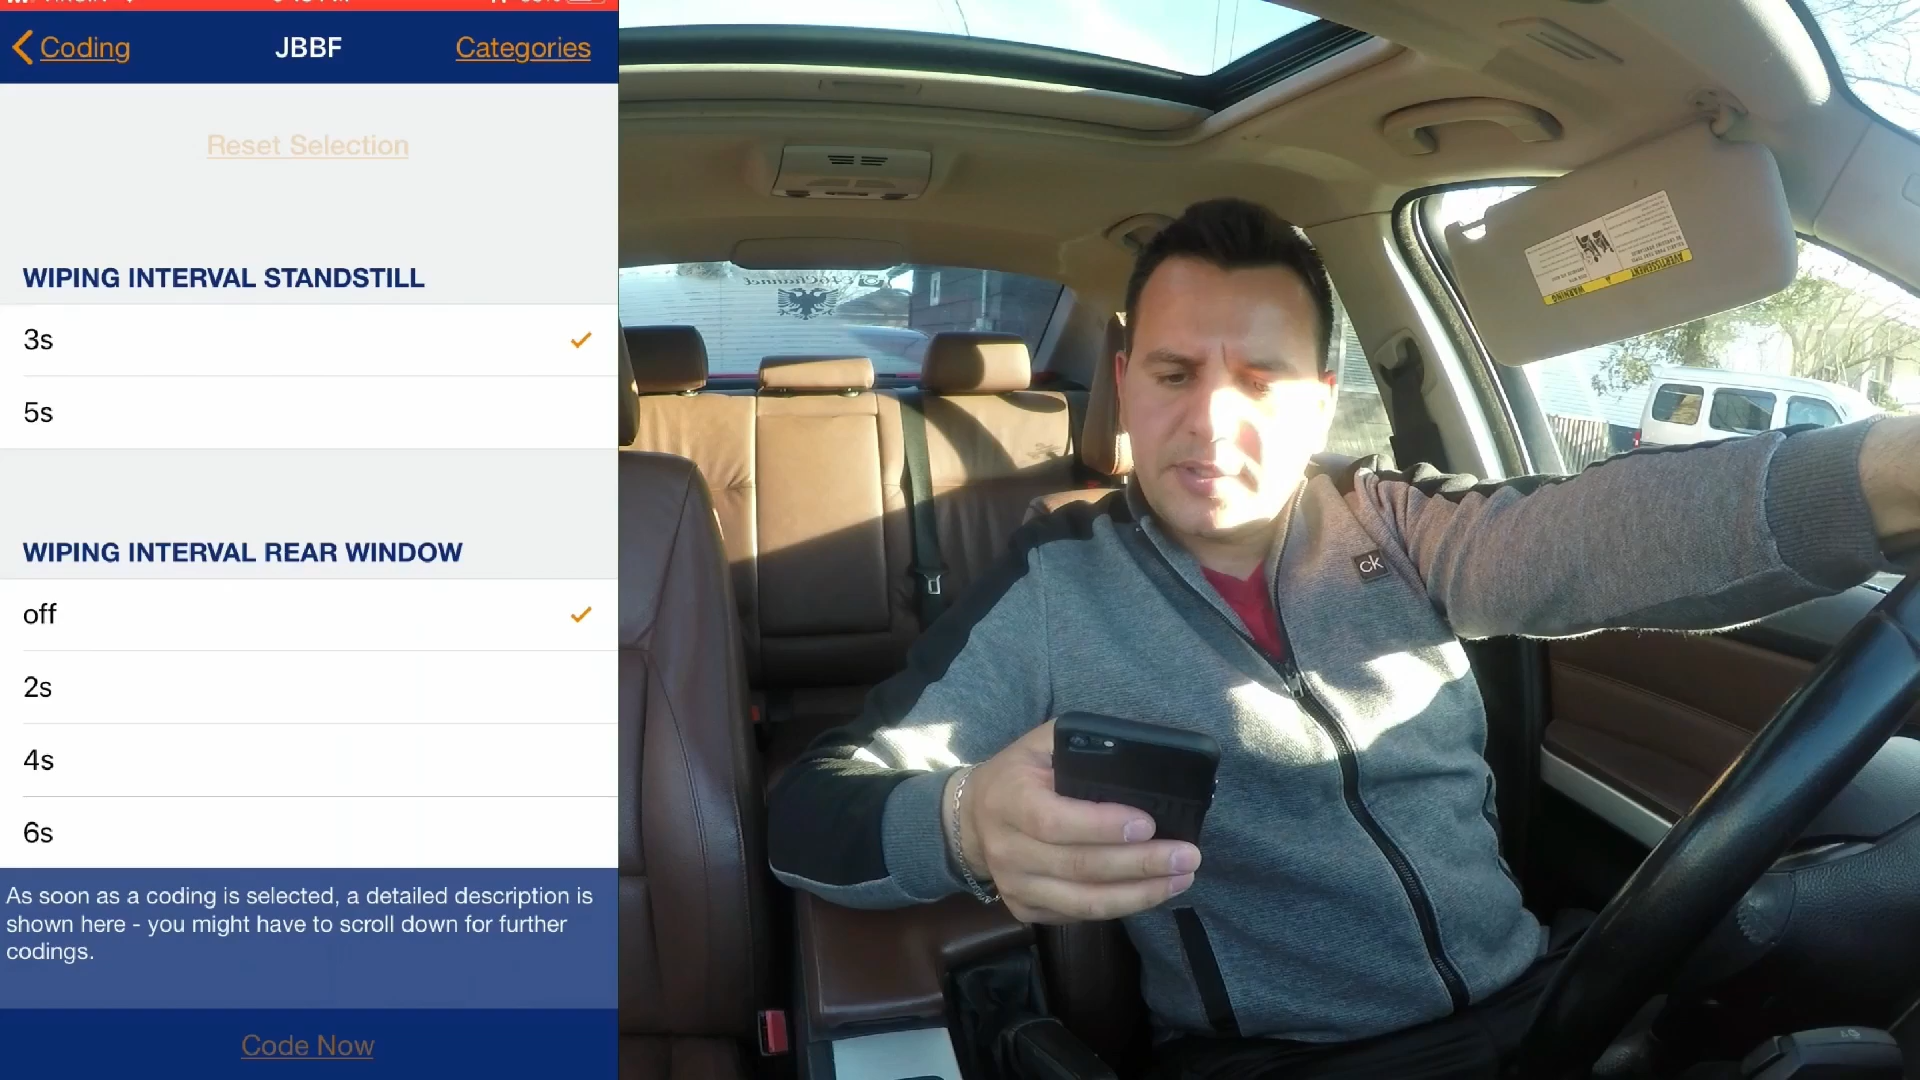 Coding
JBBF
Categories
Reset Selection
WIPING INTERVAL STANDSTILL
3s
5s
WIPING INTERVAL REAR WINDOW
off
2s
4s
6s
As soon as a coding is selected, a detailed description is
shown here - you might have to scroll down for further
codings.
Code Now
WARNING
AVERTISSEMENT
ck